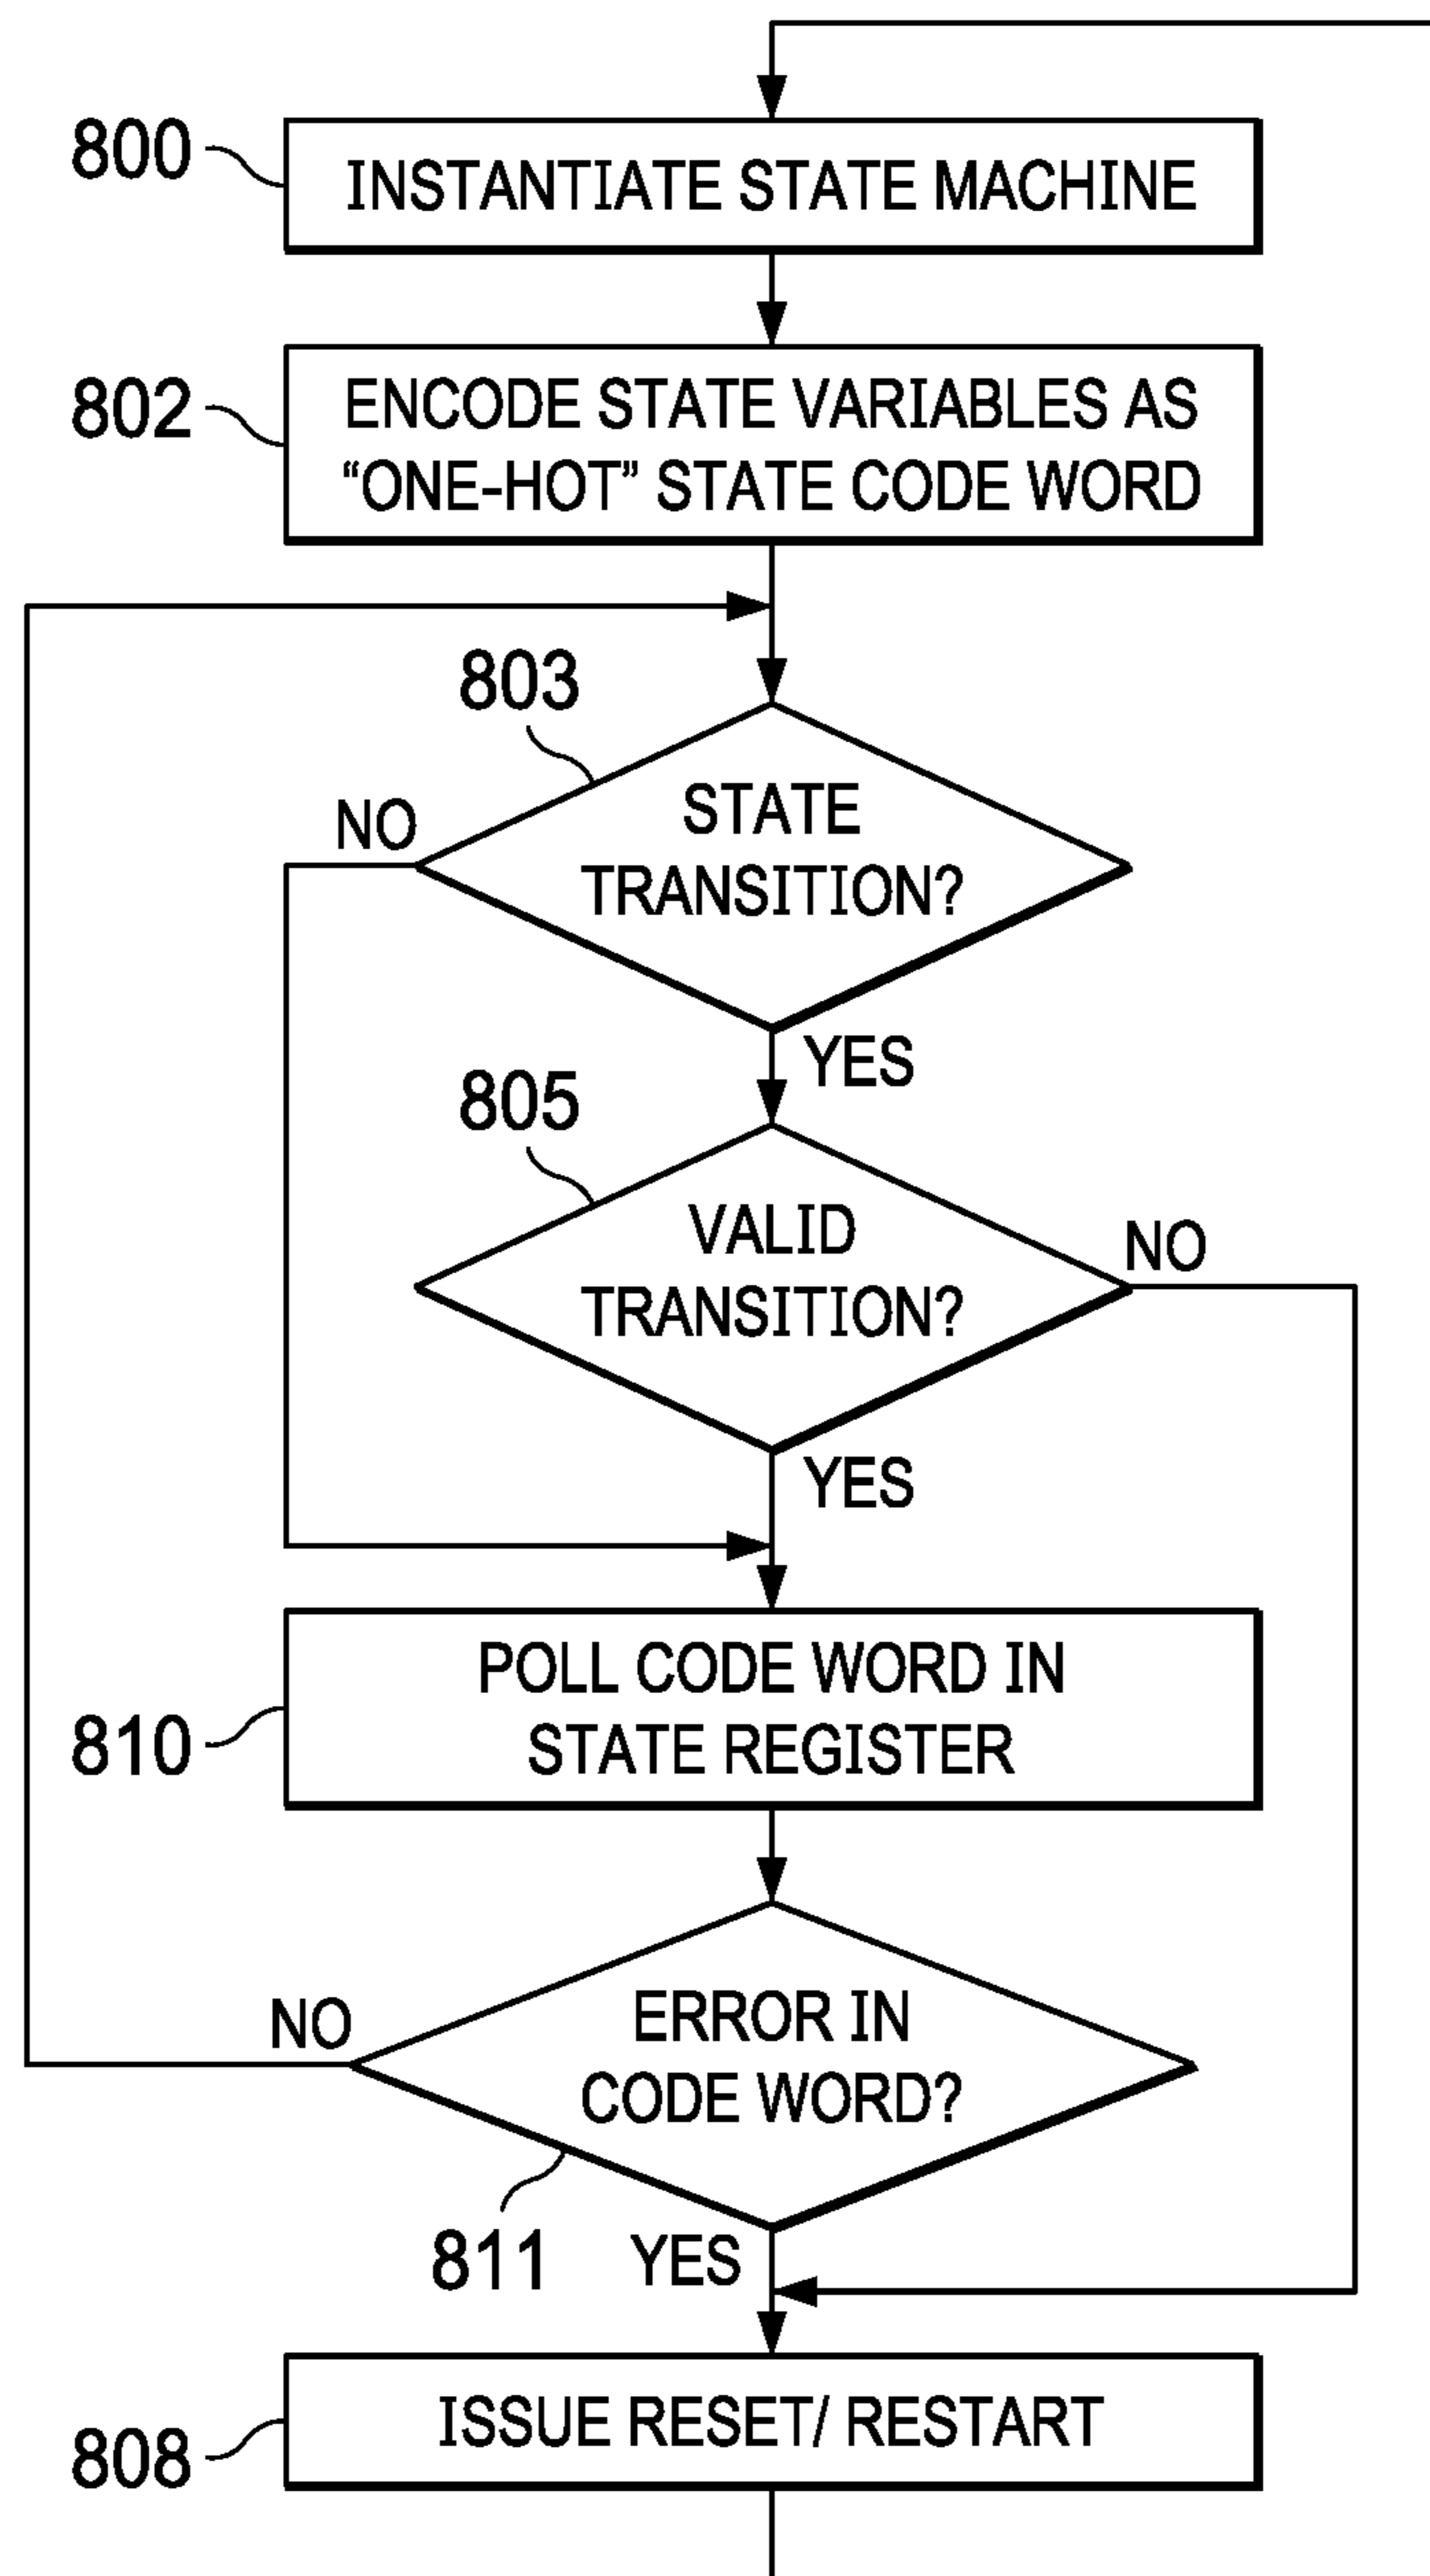 800
INSTANTIATE STATE MACHINE
802
ENCODE STATE VARIABLES AS
“ONE-HOT” STATE CODE WORD
803
NO
STATE
TRANSITION?
YES
805
VALID
TRANSITION?
NO
YES
810
POLL CODE WORD IN
STATE REGISTER
NO
ERROR IN
CODE WORD?
811
YES
808
ISSUE RESET/ RESTART